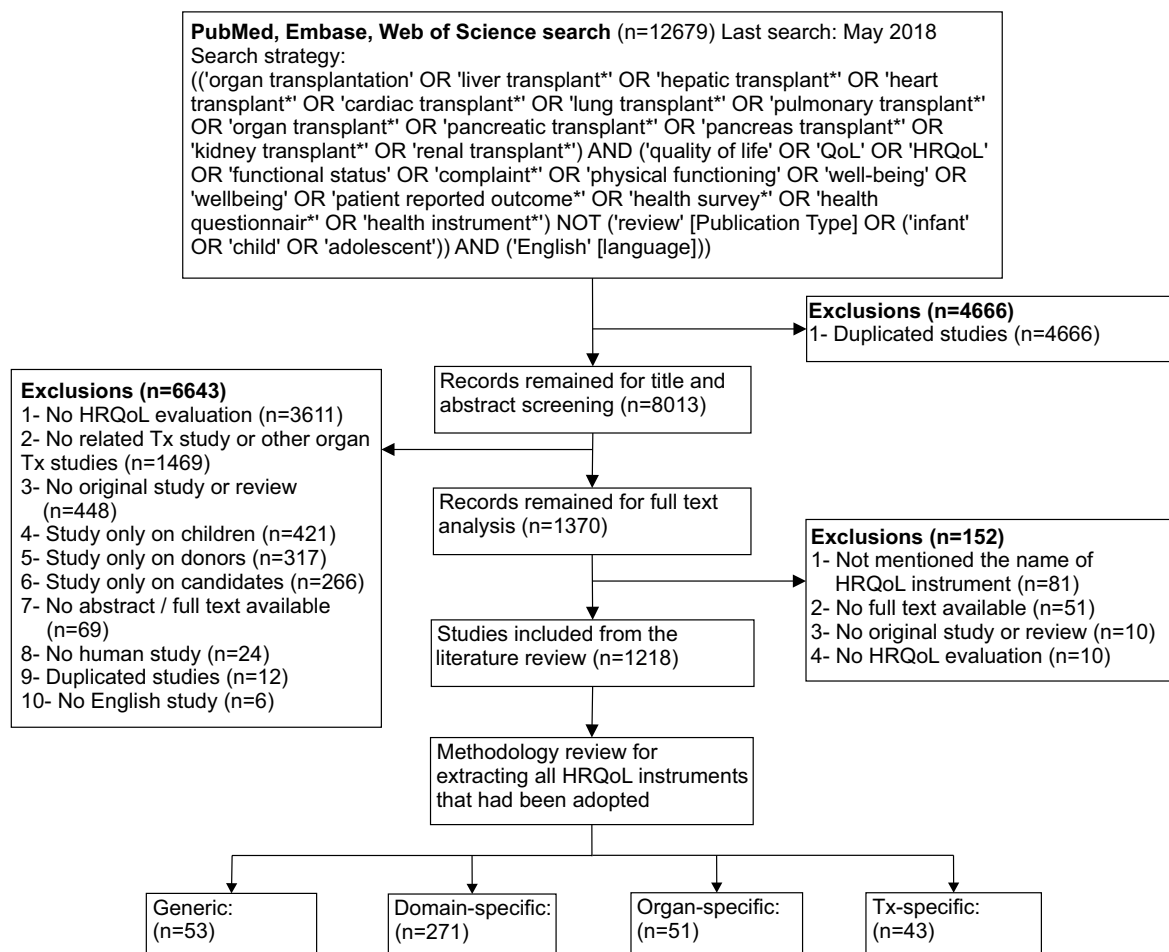 PubMed, Embase, Web of Science search (n=12679) Last search: May 2018
Search strategy:
(('organ transplantation' OR 'liver transplant*' OR 'hepatic transplant*' OR 'heart
transplant*' OR 'cardiac transplant*' OR 'lung transplant*' OR 'pulmonary transplant*'
OR 'organ transplant*' OR 'pancreatic transplant*' OR 'pancreas transplant*' OR
'kidney transplant*' OR 'renal transplant*') AND ('quality of life' OR 'QoL' OR 'HRQoL'
OR 'functional status' OR 'complaint*' OR 'physical functioning' OR 'well-being' OR
'wellbeing' OR 'patient reported outcome*' OR 'health survey*' OR 'health
questionnair*' OR 'health instrument*') NOT ('review' [Publication Type] OR ('infant'
OR 'child' OR 'adolescent')) AND ('English' [language]))
Exclusions (n=4666)
1- Duplicated studies (n=4666)
Records remained for title and
abstract screening (n=8013)
Exclusions (n=6643)
1- No HRQoL evaluation (n=3611)
2- No related Tx study or other organ
Tx studies (n=1469)
3- No original study or review
(n=448)
4- Study only on children (n=421)
5- Study only on donors (n=317)
6- Study only on candidates (n=266)
7- No abstract / full text available
(n=69)
8- No human study (n=24)
9- Duplicated studies (n=12)
10- No English study (n=6)
Records remained for full text
analysis (n=1370)
Exclusions (n=152)
1- Not mentioned the name of
HRQoL instrument (n=81)
2- No full text available (n=51)
3- No original study or review (n=10)
4- No HRQoL evaluation (n=10)
Studies included from the
literature review (n=1218)
Methodology review for
extracting all HRQoL instruments
that had been adopted
Generic:
(n=53)
Domain-specific:
(n=271)
Organ-specific:
(n=51)
Tx-specific:
(n=43)